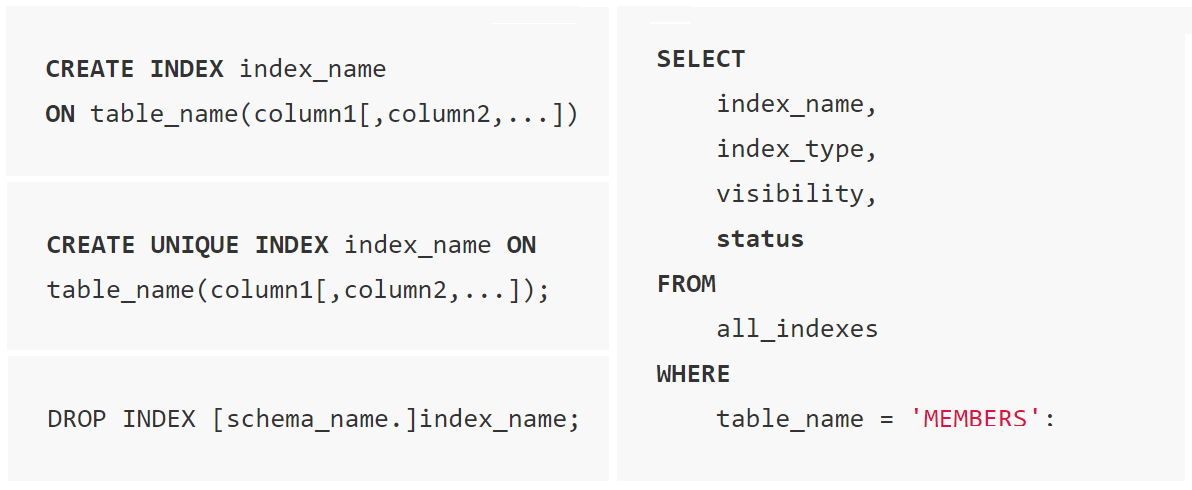 CREATE INDEX index_name
ON table_name(column1[,column2,...])
CREATE UNIQUE INDEX index_name ON
table_name(column1[,column2,...]);
DROP INDEX [schema_name.]index_name;
SELECT
index_name,
index_type,
visibility,
status
FROM
all_indexes
WHERE
table_name = 'MEMBERS':